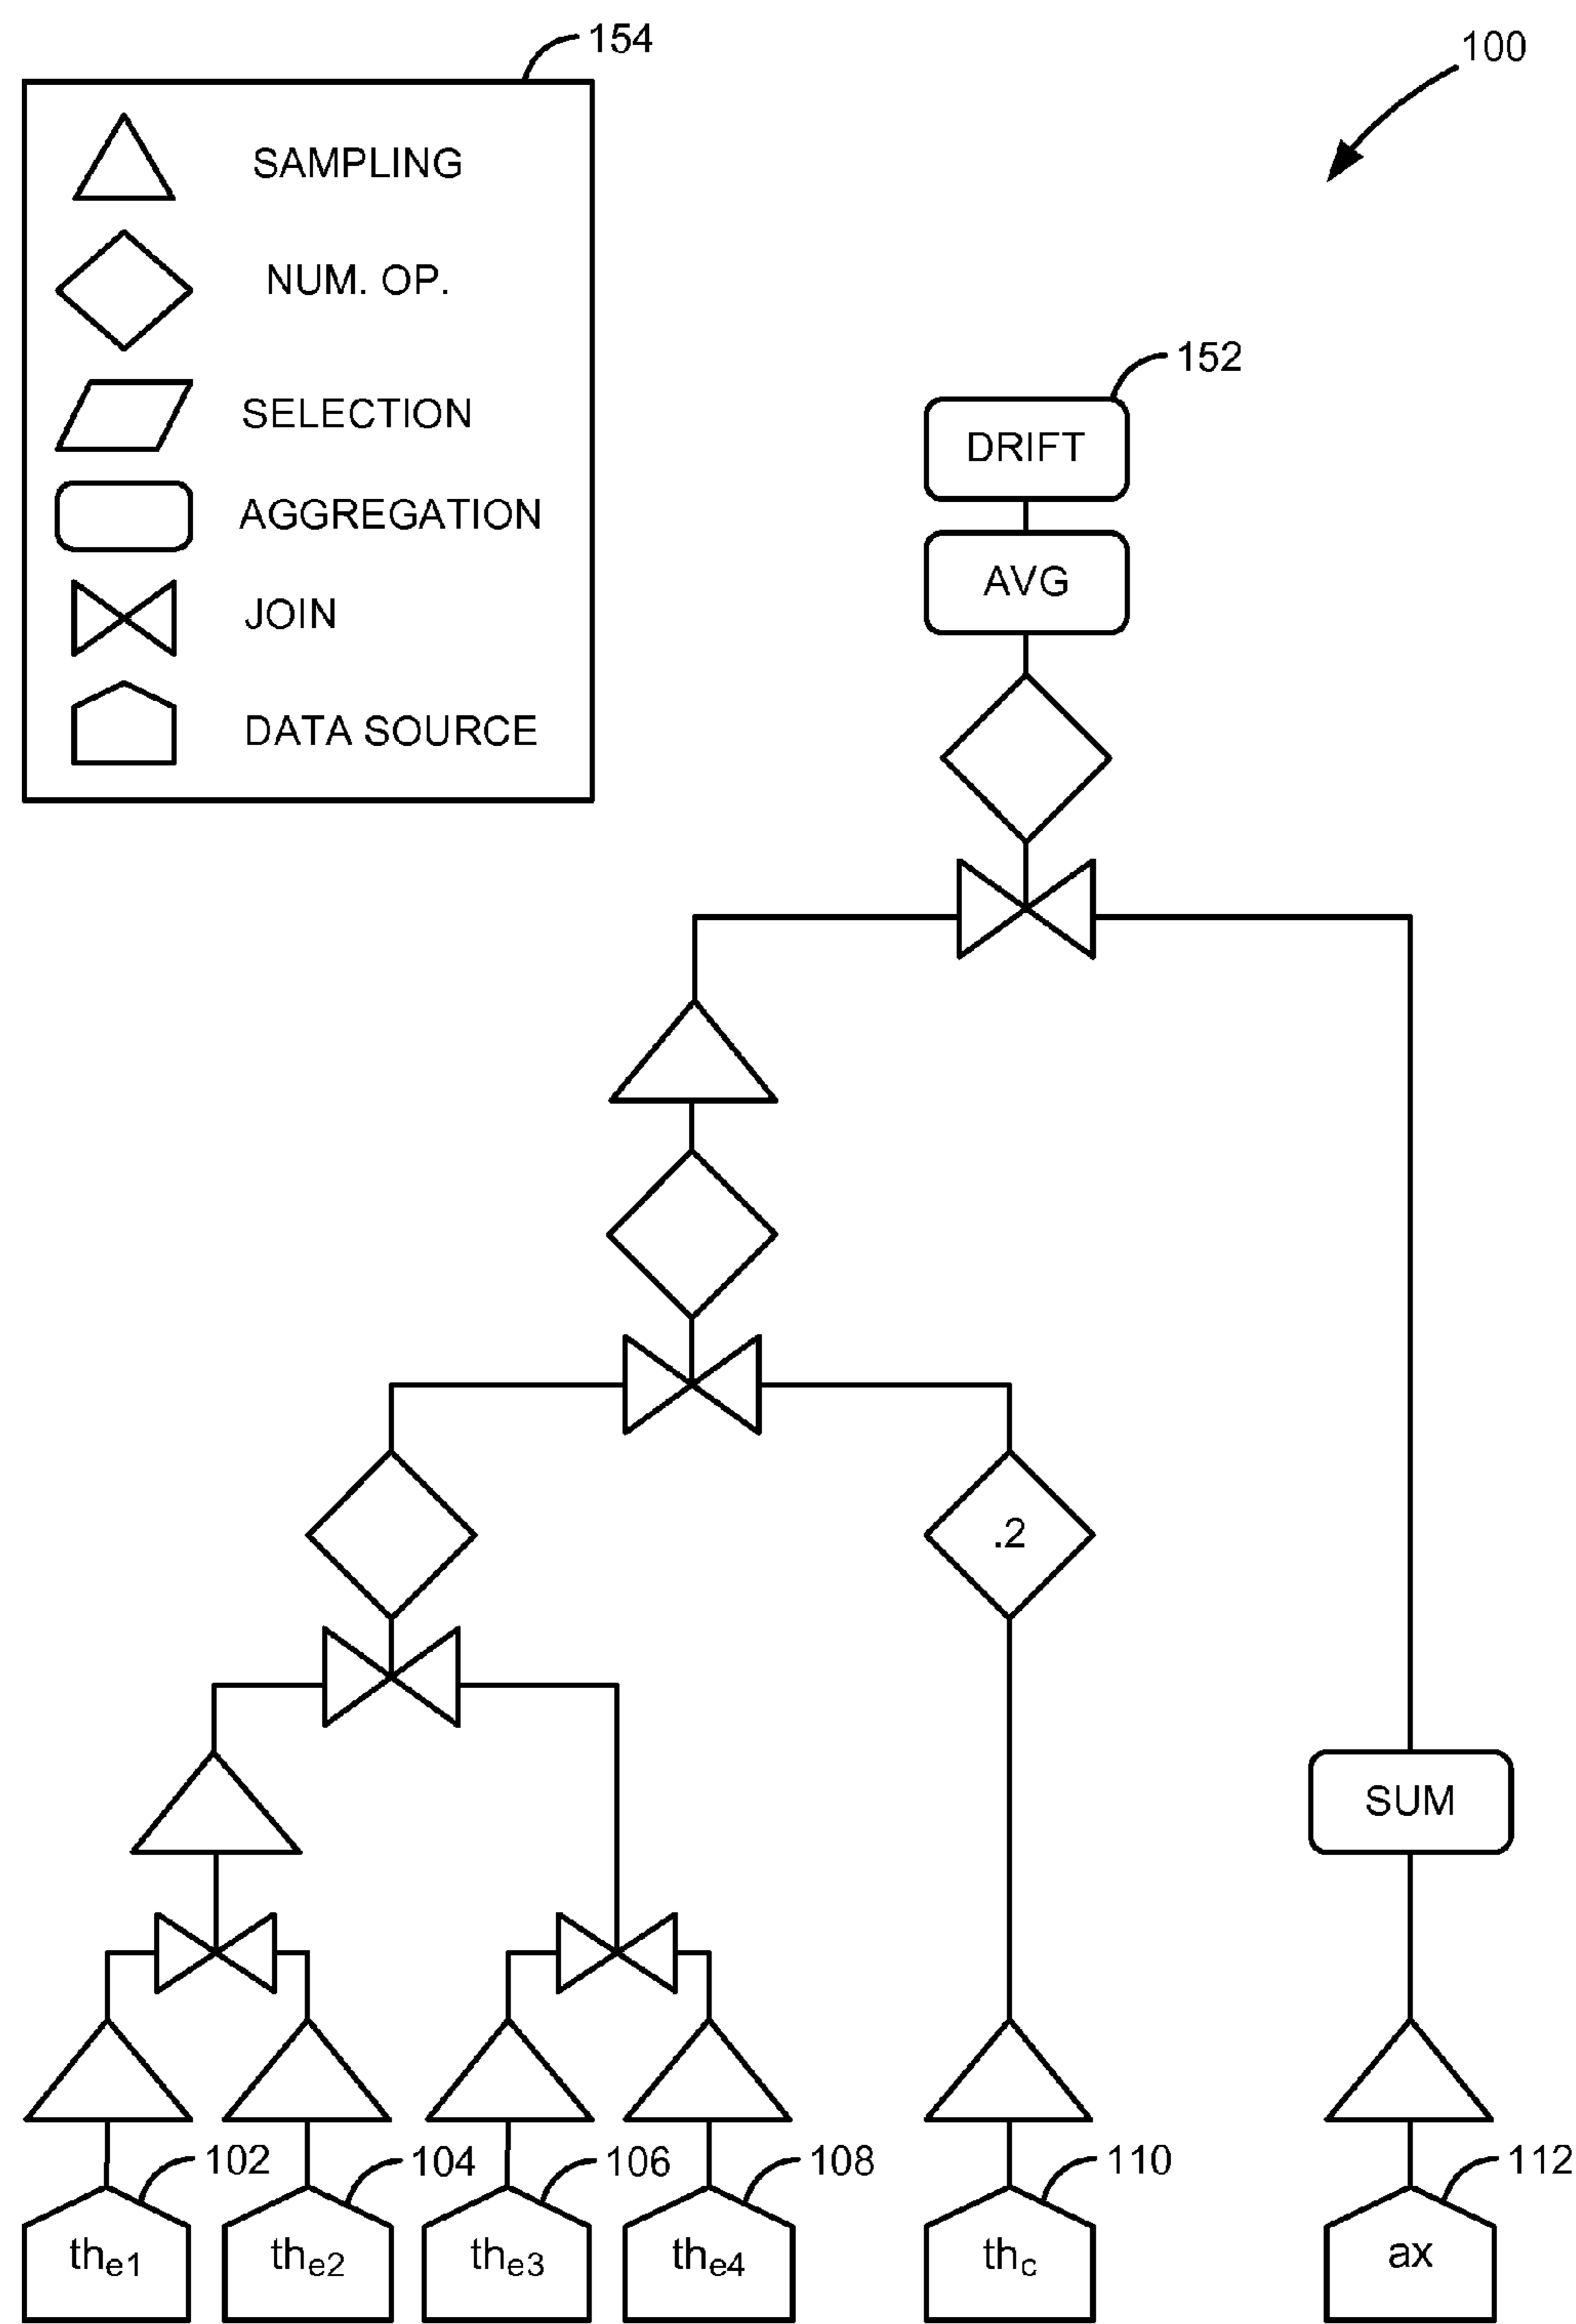 154
100
SAMPLING
NUM. OP.
SELECTION
AGGREGATION
JOIN
DATA SOURCE
152
DRIFT
AVG
.2
SUM
102
104
106
108
110
112
the1
the2
the3
the4
thc
ax